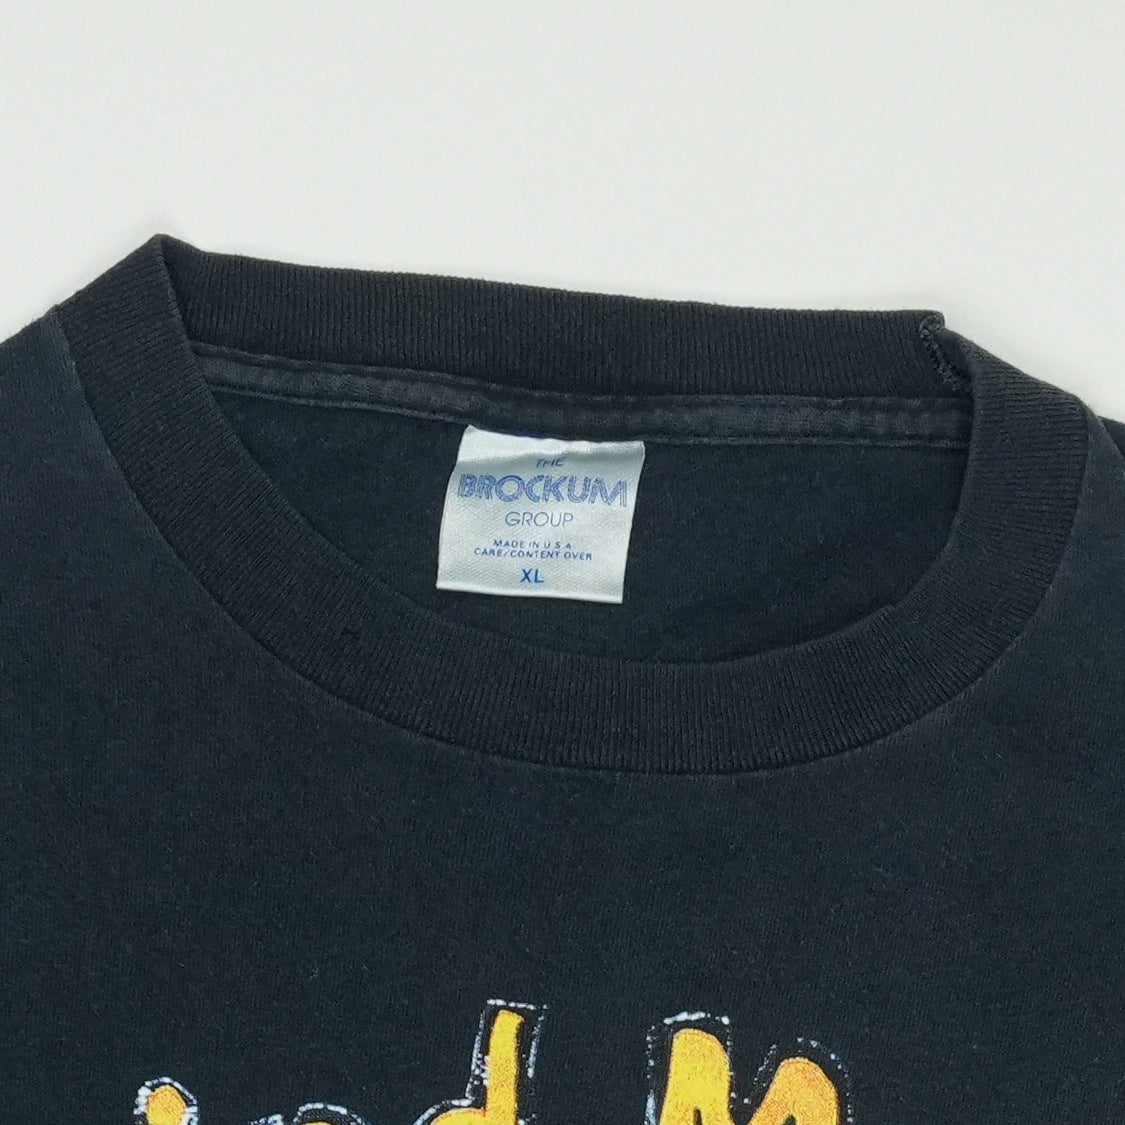 THE
BROCKUM
GROUP
MADE IN U.S.A.
CARE/CONTENT OVER
XL